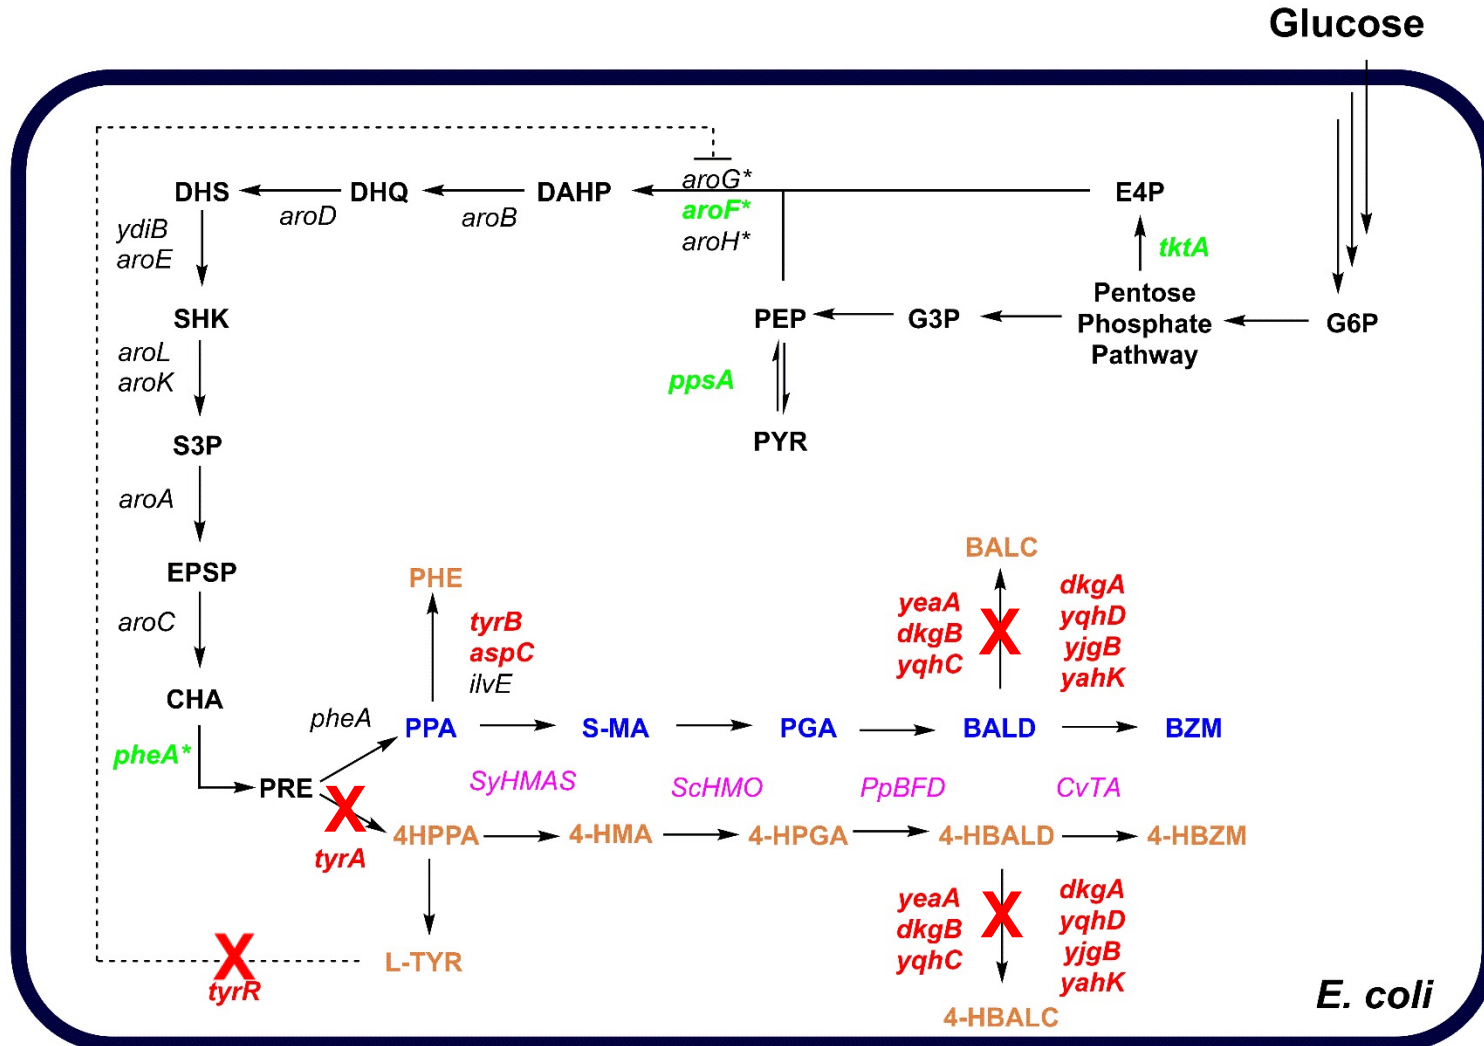 Glucose
DHS
DHQ
DAHP
aroG*
aroF*
aroH*
E4P
aroD
aroB
ydiB
aroE
tktA
SHK
PEP
G3P
Pentose
Phosphate
Pathway
G6P
aroL
aroK
ppsA
S3P
PYR
aroA
EPSP
aroC
CHA
PHE
tyrB
aspC
ilvE
BALC
yeaA
dkgB
yqhC
dkgA
yqhD
yjgB
yahK
pheA
PPA
S-MA
PGA
BALD
BZM
pheA*
PRE
SyHMAS
ScHMO
PpBFD
CvTA
X
X
tyrA
4HPPA
4-HMA
4-HPGA
4-HBALD
4-HBZM
yeaA
dkgB
yqhC
X
dkgA
yqhD
yjgB
yahK
L-TYR
X
tyrR
4-HBALC
E. coli